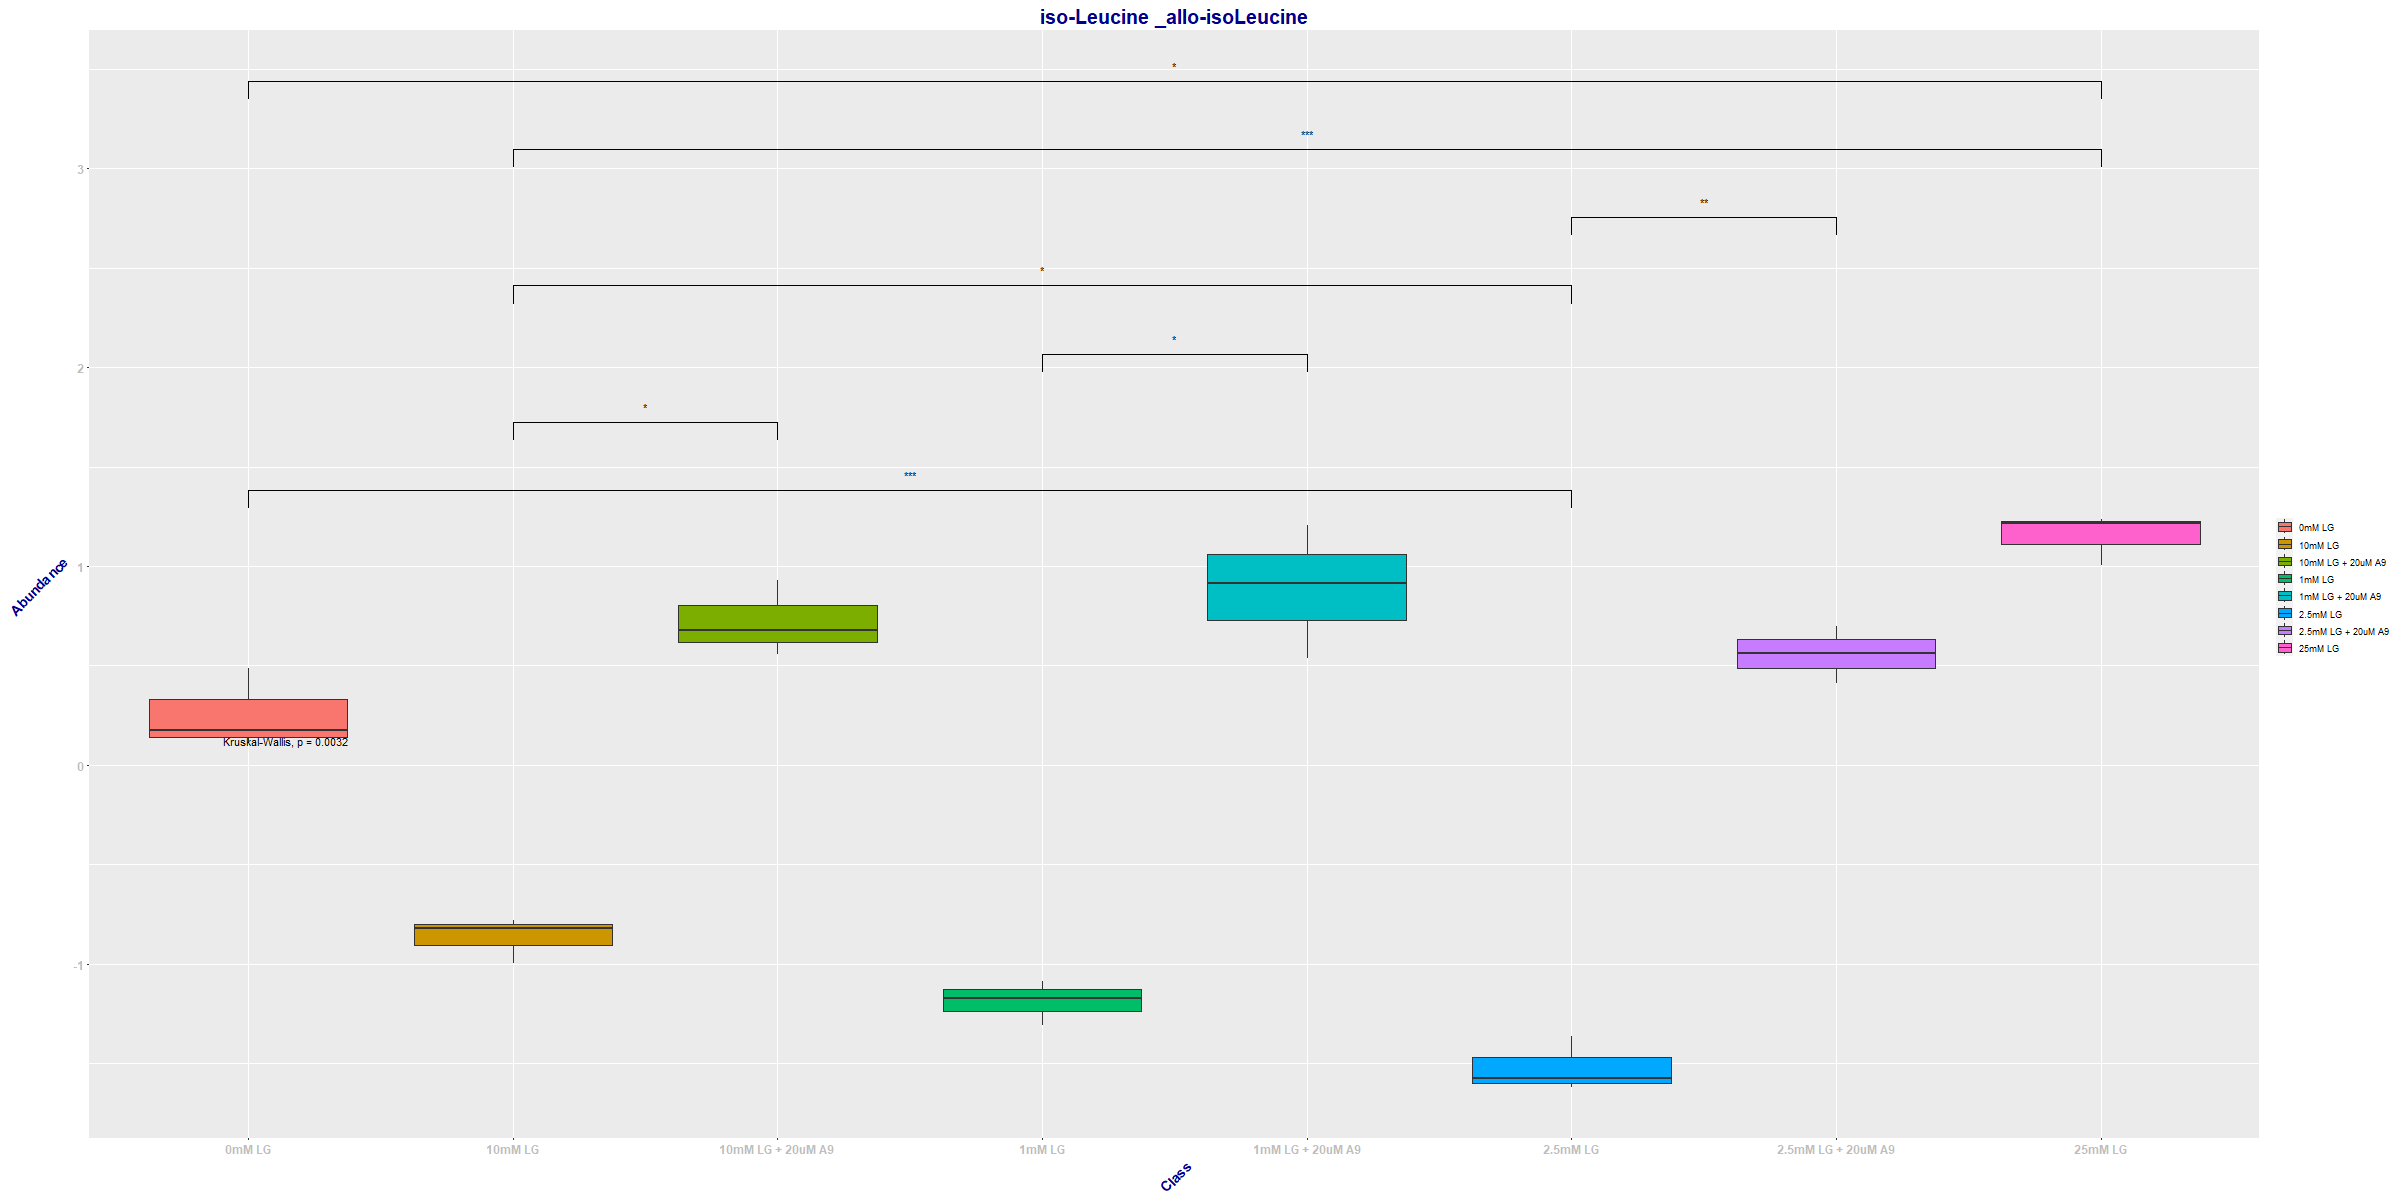 iso-Leucine _allo-isoLeucine
*
***
3
**
*
*
2
*
***
1
Abundance
Kruskal-Wallis, p = 0.0032
0
-1
0mM LG
10mM LG
10mM LG + 20uM A9
1mM LG
1mM LG + 20uM A9
2.5mM LG
2.5mM LG + 20uM A9
25mM LG
Class
0mM LG
10mM LG
10mM LG + 20uM A9
1mM LG
1mM LG + 20uM A9
2.5mM LG
2.5mM LG + 20uM A9
25mM LG